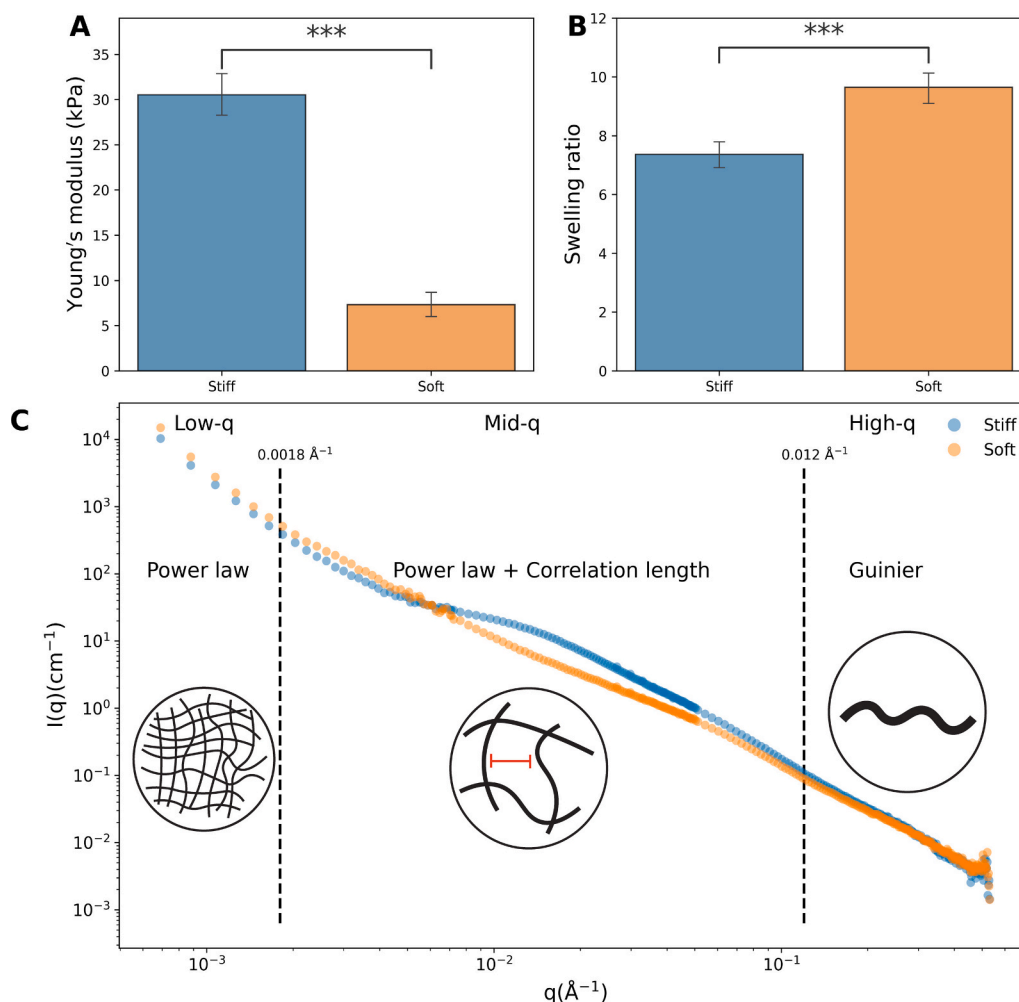 A
***
Young's modulus (kPa)
35
30
25
20
15
10
5
0
Stiff
Soft
B
***
Swelling ratio
12
10
8
6
4
2
0
Stiff
Soft
C
Low-q
Mid-q
High-q
Stiff
Soft
0.0018 Å⁻¹
0.012 Å⁻¹
Power law
Power law + Correlation length
Guinier
I(q)(cm⁻¹)
10⁴
10³
10²
10¹
10⁰
10⁻¹
10⁻²
10⁻³
10⁻³
10⁻²
10⁻¹
q(Å⁻¹)